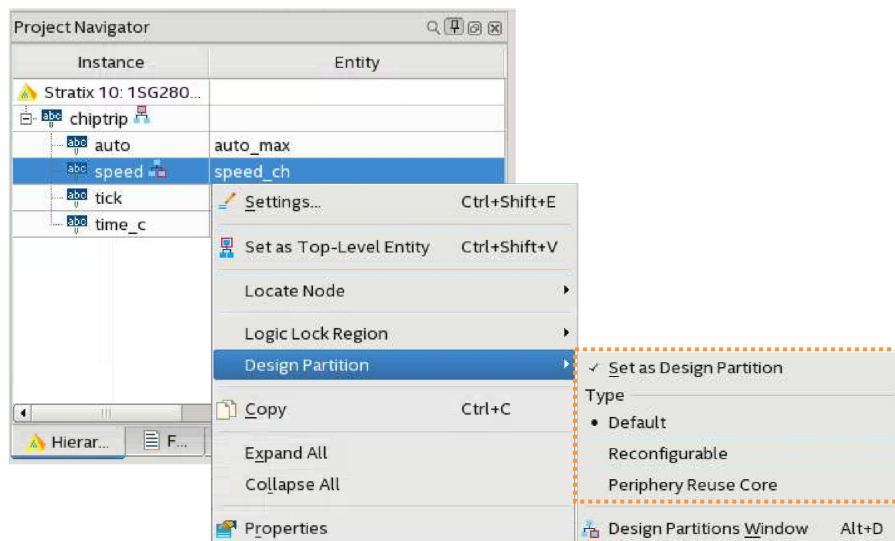 Project Navigator
Instance Entity
Stratix 10: 1SG280...
chiptrip
auto auto_max
speed speed_ch
tick
time_c
Settings... Ctrl+Shift+E
Set as Top-Level Entity Ctrl+Shift+V
Locate Node
Logic Lock Region
Design Partition
Set as Design Partition
Type
Default
Reconfigurable
Periphery Reuse Core
Design Partitions Window Alt+D
Copy Ctrl+C
Expand All
Collapse All
Properties
Hierar... F...